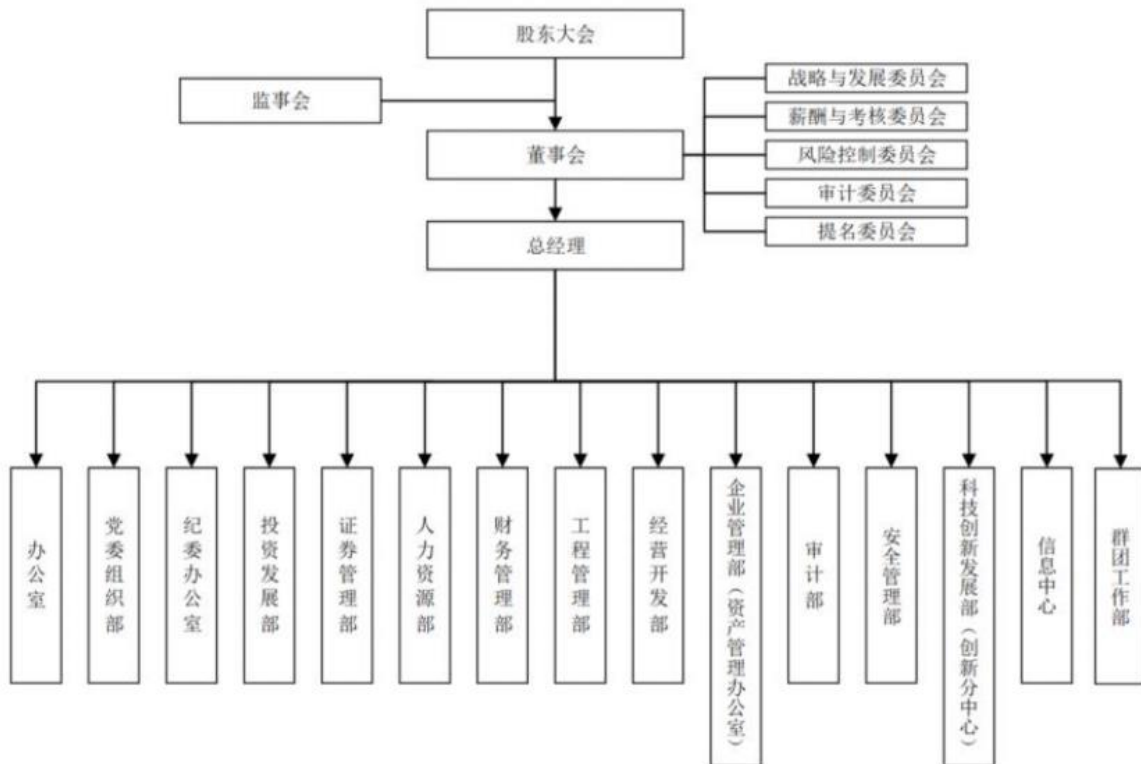 股东大会
监事会
董事会
总经理
战略与发展委员会
薪酬与考核委员会
风险控制委员会
审计委员会
提名委员会
办公室
党委组织部
纪委办公室
投资发展部
证券管理部
人力资源部
财务管理部
工程管理部
经营开发部
企业管理部（资产管理办公室）
审计部
安全管理部
科技创新发展部（创新分中心）
信息中心
群团工作部